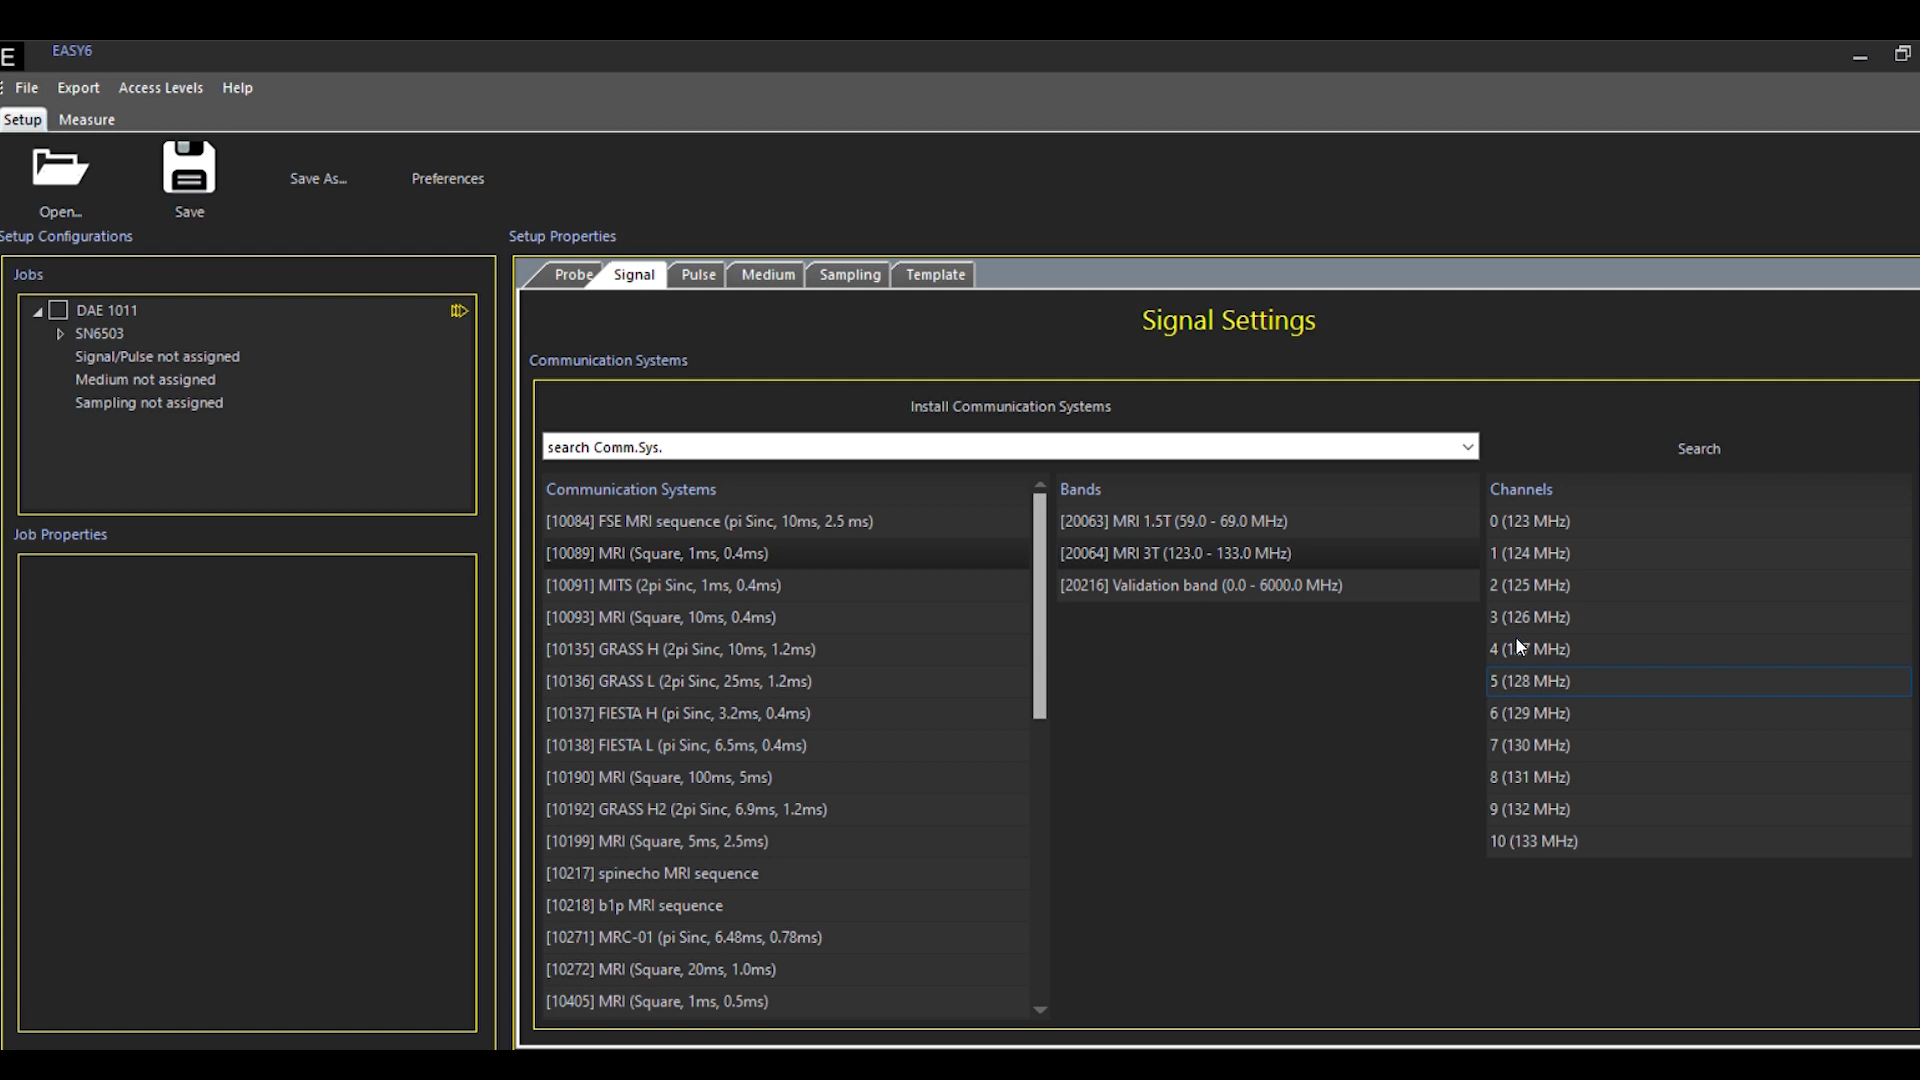 E
EASY6
File Export Access Levels Help
Setup Measure
Open...
Save
Save As...
Preferences
Setup Configurations
Jobs
DAE 1011
SN6503
Signal/Pulse not assigned
Medium not assigned
Sampling not assigned
Job Properties
Setup Properties
Probe Signal Pulse Medium Sampling Template
Signal Settings
Communication Systems
Install Communication Systems
search Comm.Sys.
Search
Communication Systems
[10084] FSE MRI sequence (pi Sinc, 10ms, 2.5 ms)
[10089] MRI (Square, 1ms, 0.4ms)
[10091] MITS (2pi Sinc, 1ms, 0.4ms)
[10093] MRI (Square, 10ms, 0.4ms)
[10135] GRASS H (2pi Sinc, 10ms, 1.2ms)
[10136] GRASS L (2pi Sinc, 25ms, 1.2ms)
[10137] FIESTA H (pi Sinc, 3.2ms, 0.4ms)
[10138] FIESTA L (pi Sinc, 6.5ms, 0.4ms)
[10190] MRI (Square, 100ms, 5ms)
[10192] GRASS H2 (2pi Sinc, 6.9ms, 1.2ms)
[10199] MRI (Square, 5ms, 2.5ms)
[10217] spinecho MRI sequence
[10218] b1p MRI sequence
[10271] MRC-01 (pi Sinc, 6.48ms, 0.78ms)
[10272] MRI (Square, 20ms, 1.0ms)
[10405] MRI (Square, 1ms, 0.5ms)
Bands
[20063] MRI 1.5T (59.0 - 69.0 MHz)
[20064] MRI 3T (123.0 - 133.0 MHz)
[20216] Validation band (0.0 - 6000.0 MHz)
Channels
0 (123 MHz)
1 (124 MHz)
2 (125 MHz)
3 (126 MHz)
4 MHz)
5 (128 MHz)
6 (129 MHz)
7 (130 MHz)
8 (131 MHz)
9 (132 MHz)
10 (133 MHz)